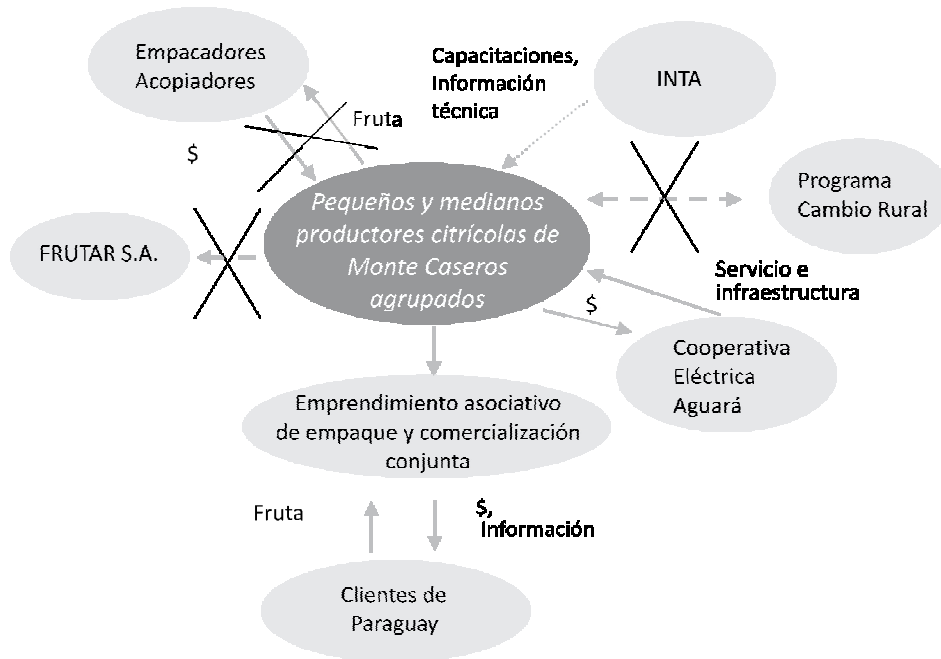 Empacadores
Acopiadores
Capacitaciones,
Información
técnica
INTA
Fruta
$
Programa
Cambio Rural
Pequeños y medianos
productores citrícolas de
Monte Caseros
agrupados
FRUTAR S.A.
Servicio e
infraestructura
$
Cooperativa
Eléctrica
Aguará
Emprendimiento asociativo
de empaque y comercialización
conjunta
Fruta
$,
Información
Clientes de
Paraguay